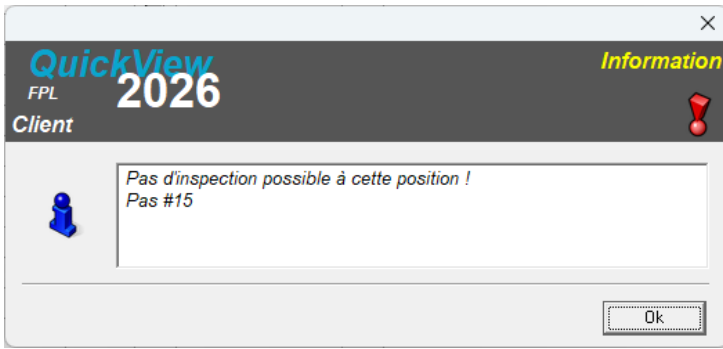 QuickView
Information
FPL
2026
Client
Pas d'inspection possible à cette position !
Pas #15
Ok